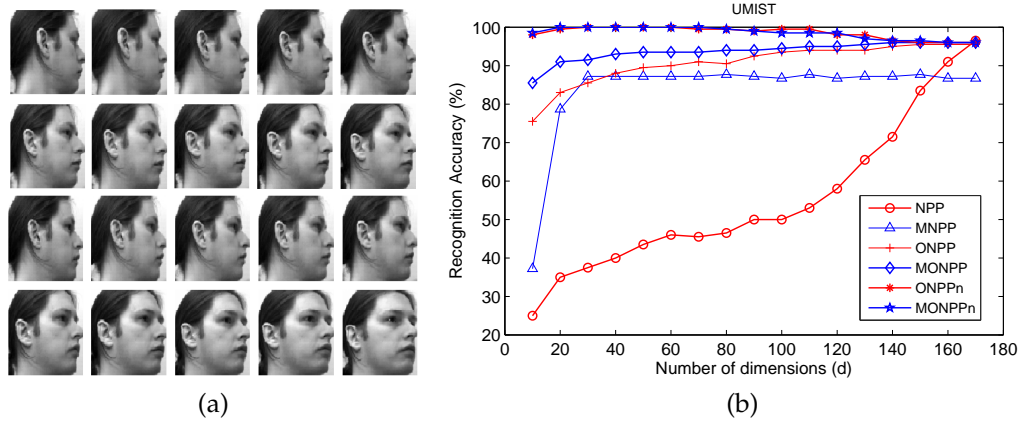 UMIST
Recognition Accuracy (%)
100
90
80
70
60
50
40
30
20
0 20 40 60 80 100 120 140 160 180
Number of dimensions (d)
NPP
MNPP
ONPP
MONPP
ONPPn
MONPPn
(a) (b)